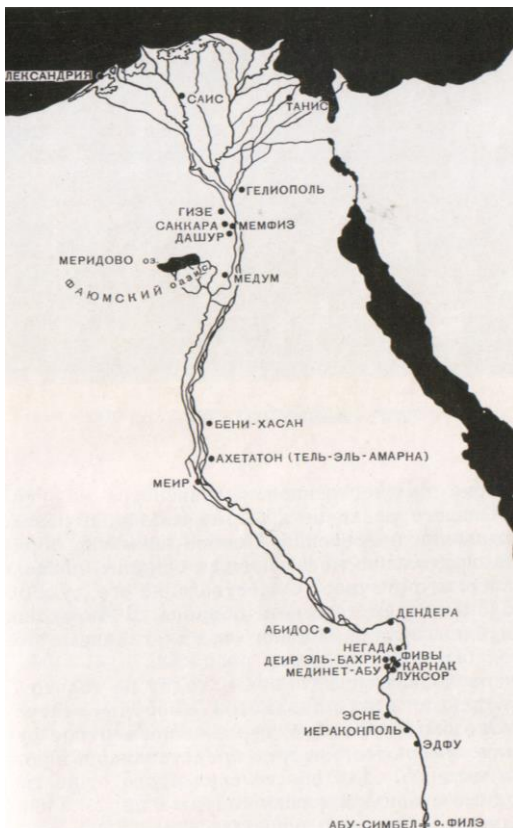 ЛЕКСАНДРИЯ
САИС
ТАНИС
ГЕЛИОПОЛЬ
ГИЗЕ
САККАРА
МЕМФИЗ
ДАШУР
МЕРИДОВО ОЗ.
ФАЮМСКИЙ ОАЗИС
МЕДУМ
БЕНИ-ХАСАН
АХЕТАТОН (ТЕЛЬ-ЭЛЬ-АМАРНА)
МЕИР
ДЕНДЕРА
АБИДОС
НЕГАДА
ДЕИР ЭЛЬ-БАХРИ
ФИВЫ
КАРНАК
МЕДИНЕТ-АБУ
ЛУКСОР
ЭСНЕ
ИЕРАКОНПОЛЬ
ЭДФУ
АБУ-СИМБЕЛ
о. ФИЛЭ